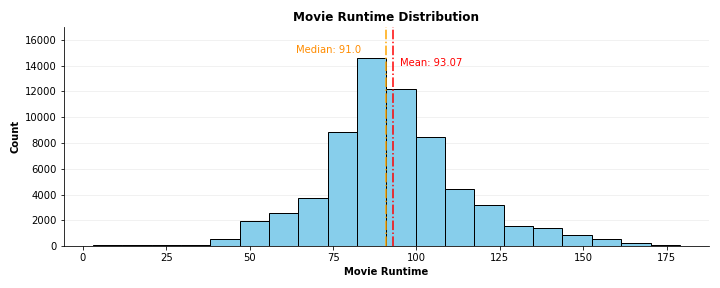 Movie Runtime Distribution
16000
14000
12000
10000
8000
6000
4000
2000
0
Count
Median: 91.0
Mean: 93.07
0 25 50 75 100 125 150 175
Movie Runtime